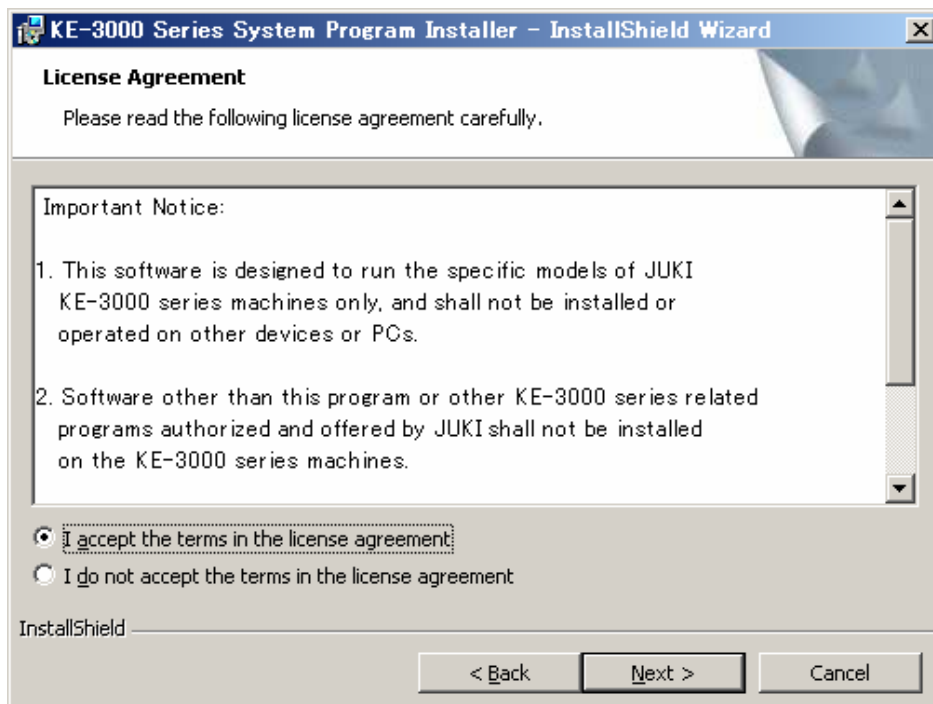 KE-3000 Series System Program Installer - InstallShield Wizard
License Agreement
Please read the following license agreement carefully.
Important Notice:
1. This software is designed to run the specific models of JUKI
KE-3000 series machines only, and shall not be installed or
operated on other devices or PCs.
2. Software other than this program or other KE-3000 series related
programs authorized and offered by JUKI shall not be installed
on the KE-3000 series machines.
I accept the terms in the license agreement
I do not accept the terms in the license agreement
InstallShield
< Back
Next >
Cancel